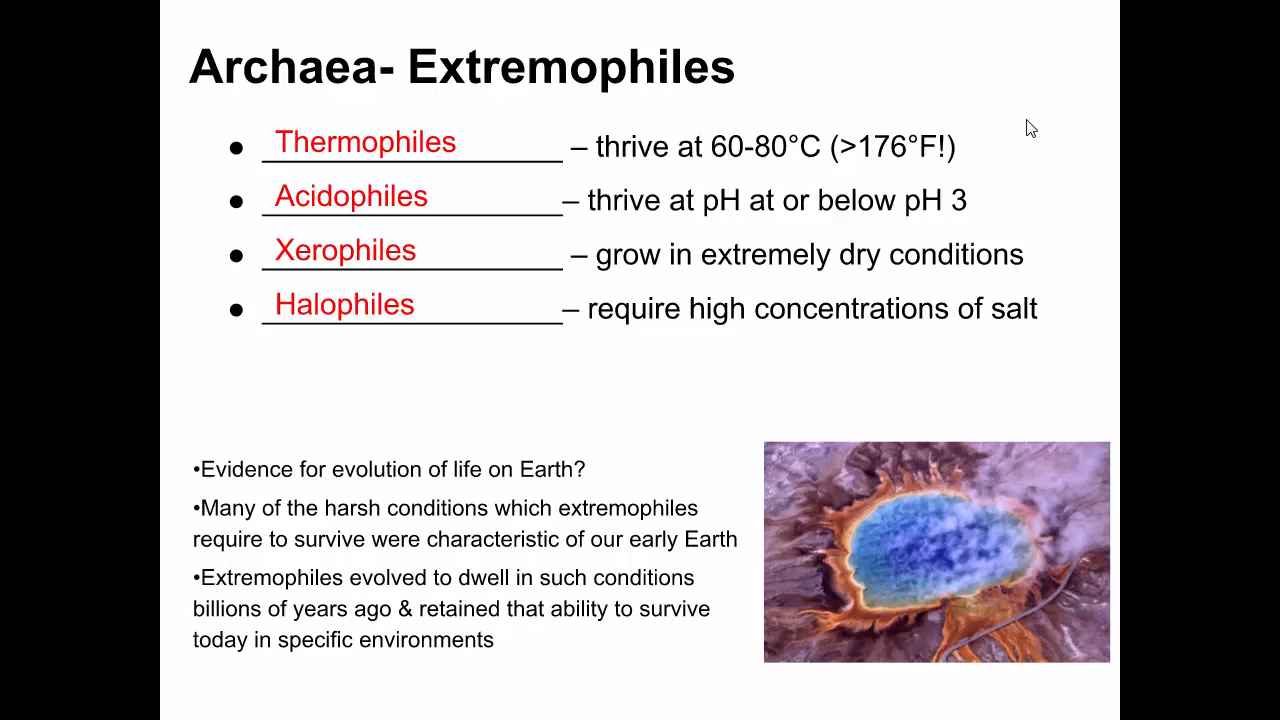 Archaea- Extremophiles
● Thermophiles – thrive at 60-80°C (>176°F!)
● Acidophiles – thrive at pH at or below pH 3
● Xerophiles – grow in extremely dry conditions
● Halophiles – require high concentrations of salt
•Evidence for evolution of life on Earth?
•Many of the harsh conditions which extremophiles
require to survive were characteristic of our early Earth
•Extremophiles evolved to dwell in such conditions
billions of years ago & retained that ability to survive
today in specific environments